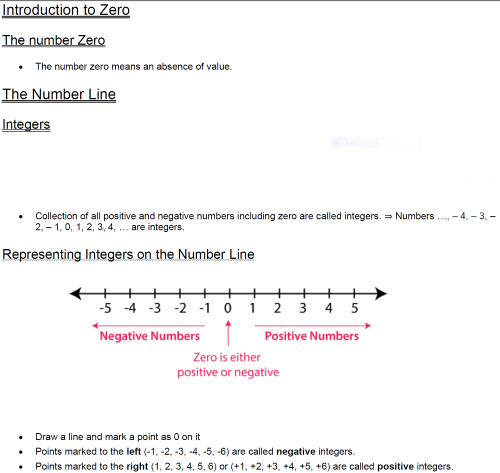 Introduction to Zero
The number Zero
• The number zero means an absence of value.
The Number Line
Integers
• Collection of all positive and negative numbers including zero are called integers. ⇒ Numbers …, – 4, – 3, –
2, – 1, 0, 1, 2, 3, 4, … are integers.
Representing Integers on the Number Line
-5 -4 -3 -2 -1 0 1 2 3 4 5
Negative Numbers Positive Numbers
Zero is either
positive or negative
• Draw a line and mark a point as 0 on it
• Points marked to the left (-1, -2, -3, -4, -5, -6) are called negative integers.
• Points marked to the right (1, 2, 3, 4, 5, 6) or (+1, +2, +3, +4, +5, +6) are called positive integers.